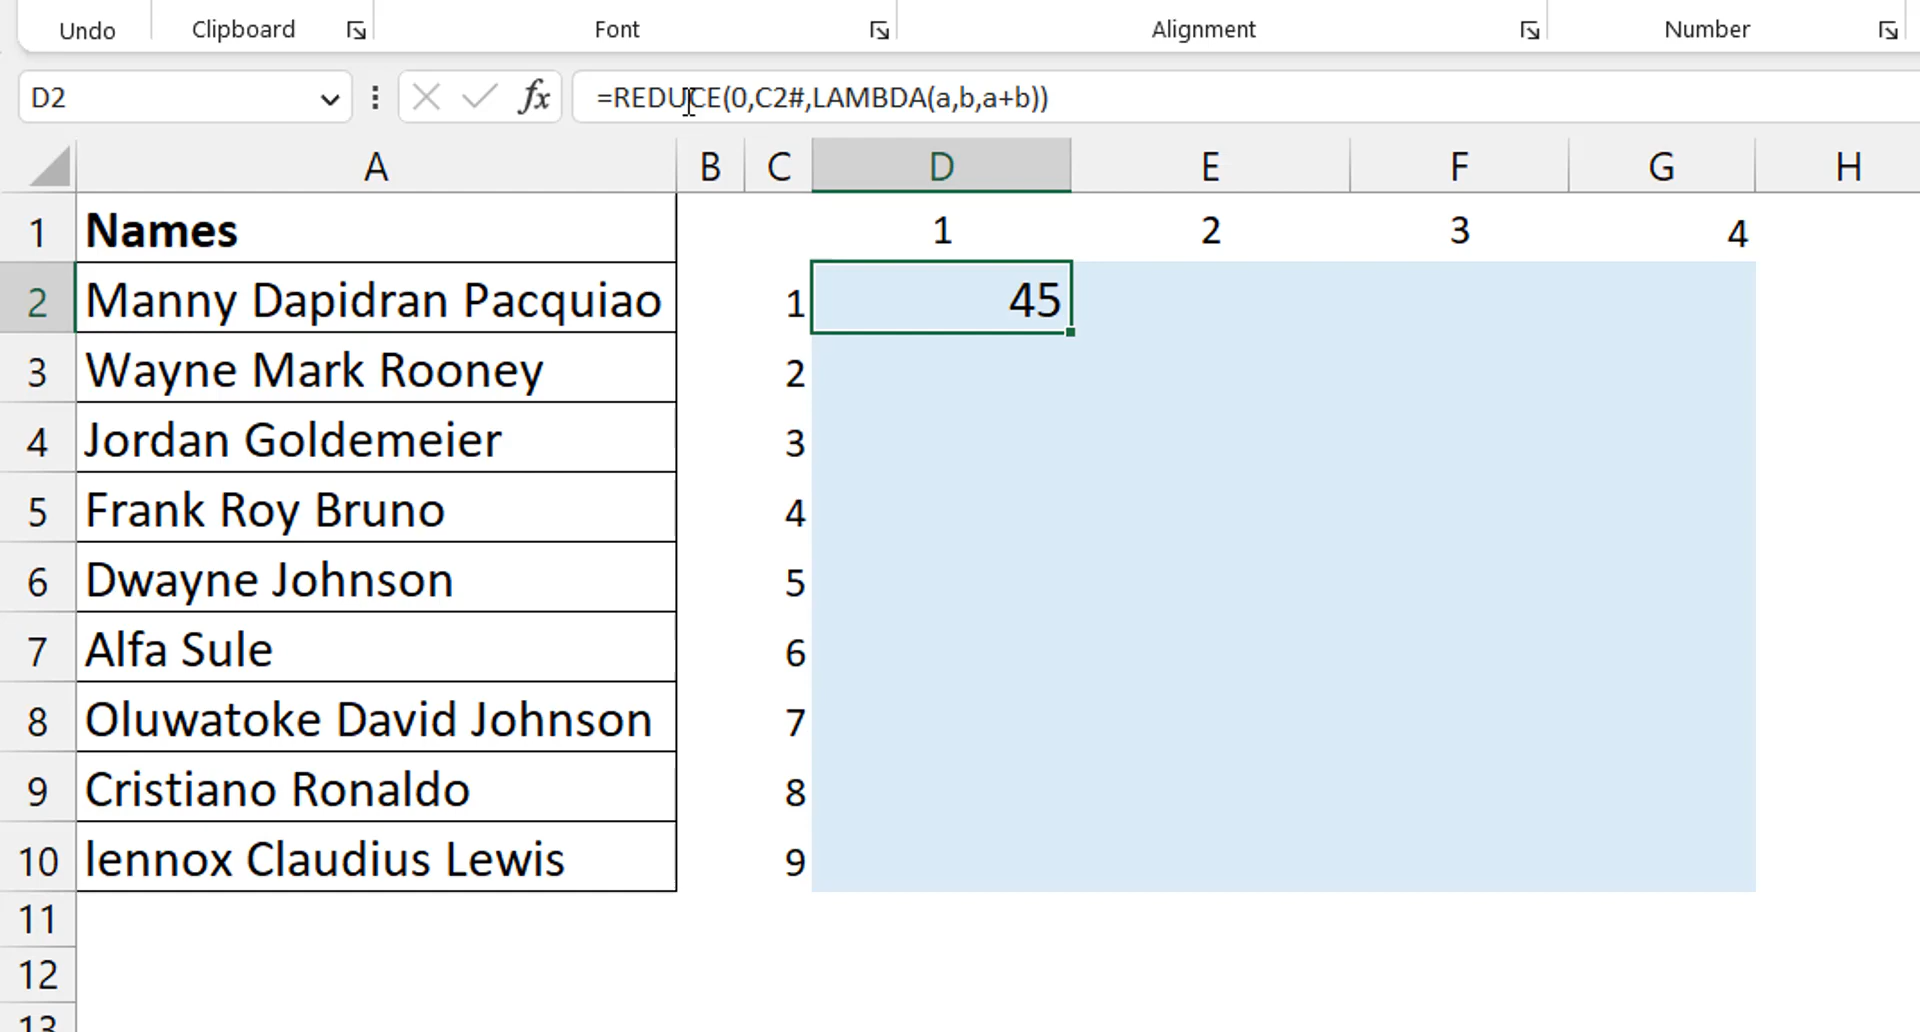 Undo Clipboard Font Alignment Number
D2 fx =REDUCE(0,C2#,LAMBDA(a,b,a+b))
A B C D E F G H
1 Names 1 2 3 4
2 Manny Dapidran Pacquiao 1 45
3 Wayne Mark Rooney 2
4 Jordan Goldemeier 3
5 Frank Roy Bruno 4
6 Dwayne Johnson 5
7 Alfa Sule 6
8 Oluwatoke David Johnson 7
9 Cristiano Ronaldo 8
10 lennox Claudius Lewis 9
11
12
13